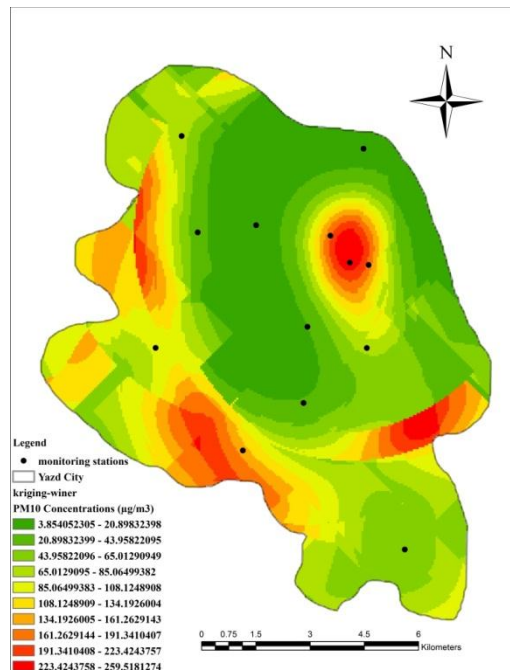 N
Legend
monitoring stations
Yazd City
kriging-winer
PM10 Concentrations (µg/m3)
3.854052305 - 20.89832398
20.89832399 - 43.95822095
43.95822096 - 65.01290949
65.0129095 - 85.06499382
85.06499383 - 108.1248908
108.1248909 - 134.1926004
134.1926005 - 161.2629143
161.2629144 - 191.3410407
191.3410408 - 223.4243757
223.4243758 - 259.5181274
0 0.75 1.5 3 4.5 6
Kilometers